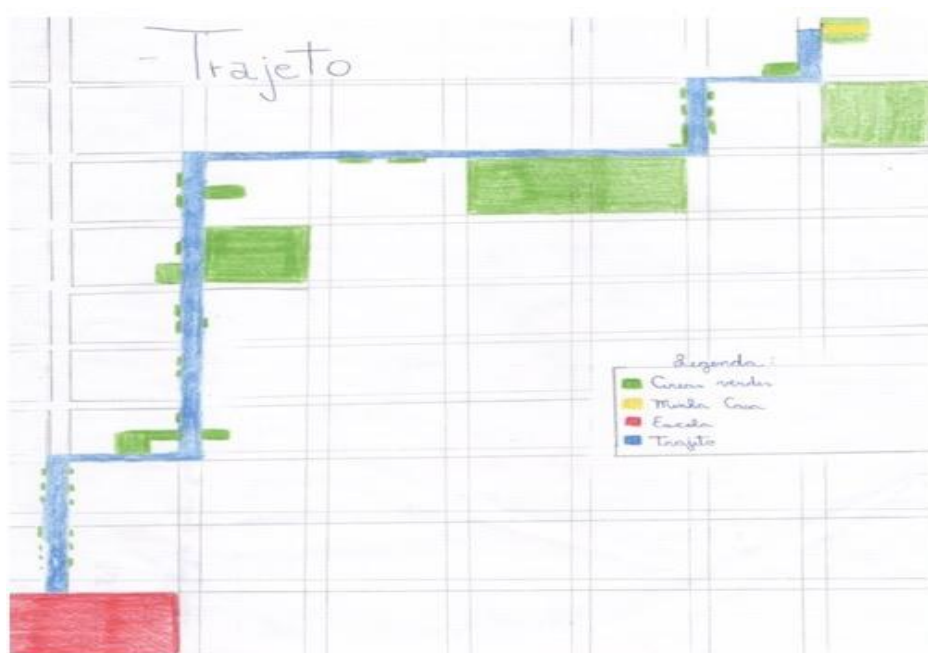 - Trajeto
Legenda:
Áreas verdes
Minha Casa
Escola
Trajeto